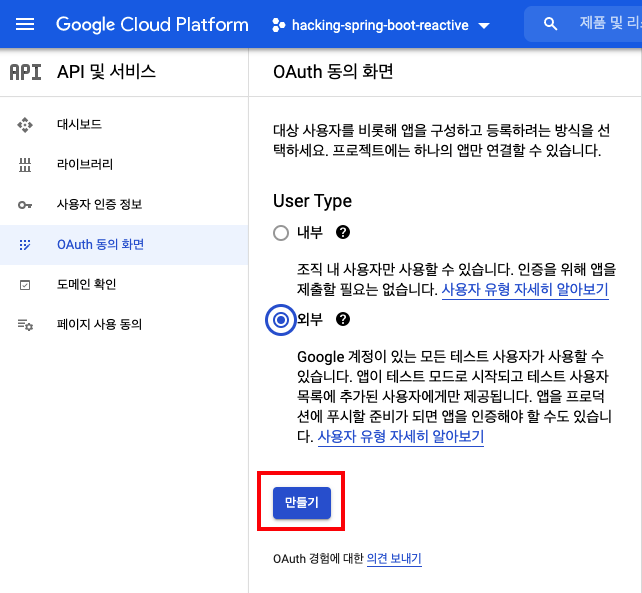 Google Cloud Platform
hacking-spring-boot-reactive
제품 및 리
API
API 및 서비스
OAuth 동의 화면
대시보드
라이브러리
사용자 인증 정보
OAuth 동의 화면
도메인 확인
페이지 사용 동의
대상 사용자를 비롯해 앱을 구성하고 등록하려는 방식을 선
택하세요. 프로젝트에는 하나의 앱만 연결할 수 있습니다.
User Type
내부
조직 내 사용자만 사용할 수 있습니다. 인증을 위해 앱을
제출할 필요는 없습니다. 사용자 유형 자세히 알아보기
외부
Google 계정이 있는 모든 테스트 사용자가 사용할 수
있습니다. 앱이 테스트 모드로 시작되고 테스트 사용자
목록에 추가된 사용자에게만 제공됩니다. 앱을 프로덕
션에 푸시할 준비가 되면 앱을 인증해야 할 수도 있습니
다. 사용자 유형 자세히 알아보기
만들기
OAuth 경험에 대한 의견 보내기